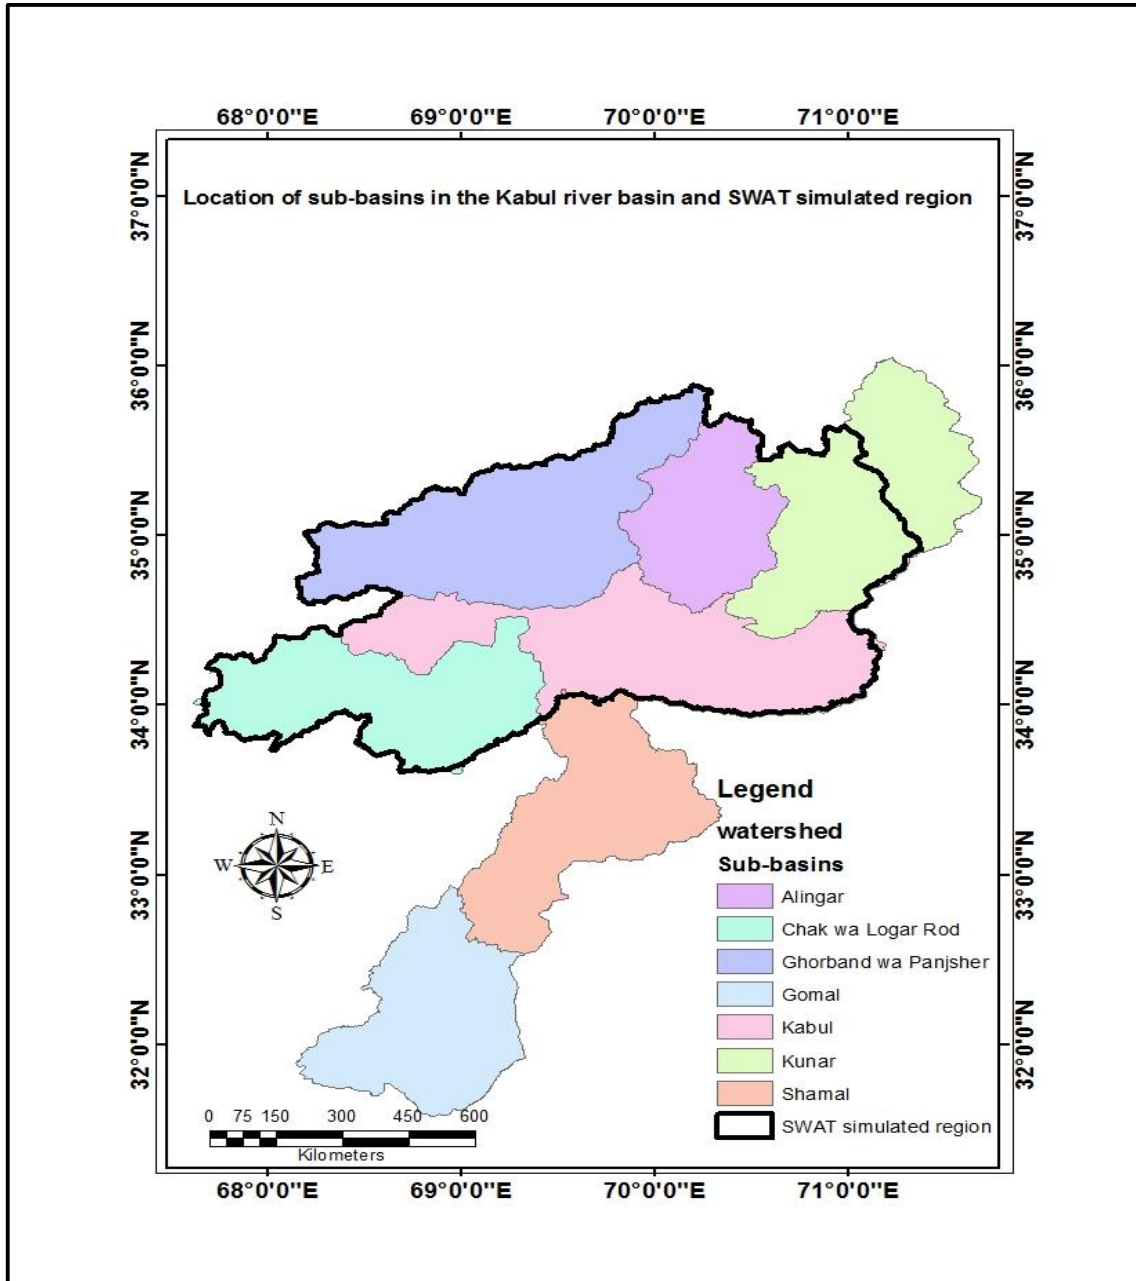 68°0'0"E 69°0'0"E 70°0'0"E 71°0'0"E
37°0'0"N 37°0'0"N
Location of sub-basins in the Kabul river basin and SWAT simulated region
36°0'0"N 36°0'0"N
35°0'0"N 35°0'0"N
34°0'0"N 34°0'0"N
Legend
watershed
Sub-basins
N
W E
S
33°0'0"N 33°0'0"N
Alingar
Chak wa Logar Rod
Ghorband wa Panjsher
Gomal
Kabul
Kunar
Shamal
SWAT simulated region
32°0'0"N 32°0'0"N
0 75 150 300 450 600
Kilometers
68°0'0"E 69°0'0"E 70°0'0"E 71°0'0"E